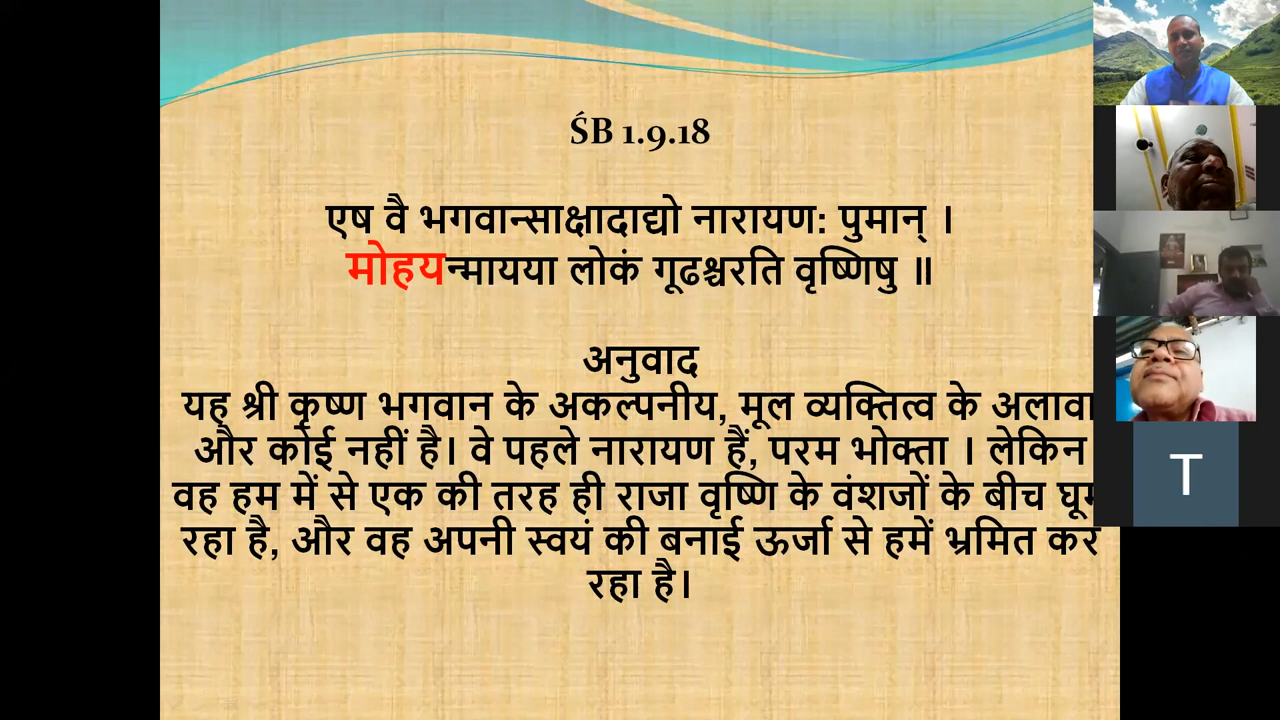 ŚB 1.9.18
एष वै भगवान्साक्षादाद्यो नारायण: पुमान् ।
मोहयन्मायया लोकं गूढश्चरति वृष्णिषु ॥
अनुवाद
यह श्री कृष्ण भगवान के अकल्पनीय, मूल व्यक्तित्व के अलावा
और कोई नहीं है। वे पहले नारायण हैं, परम भोक्ता । लेकिन
वह हम में से एक की तरह ही राजा वृष्णि के वंशजों के बीच घूम
रहा है, और वह अपनी स्वयं की बनाई ऊर्जा से हमें भ्रमित कर
रहा है।
T